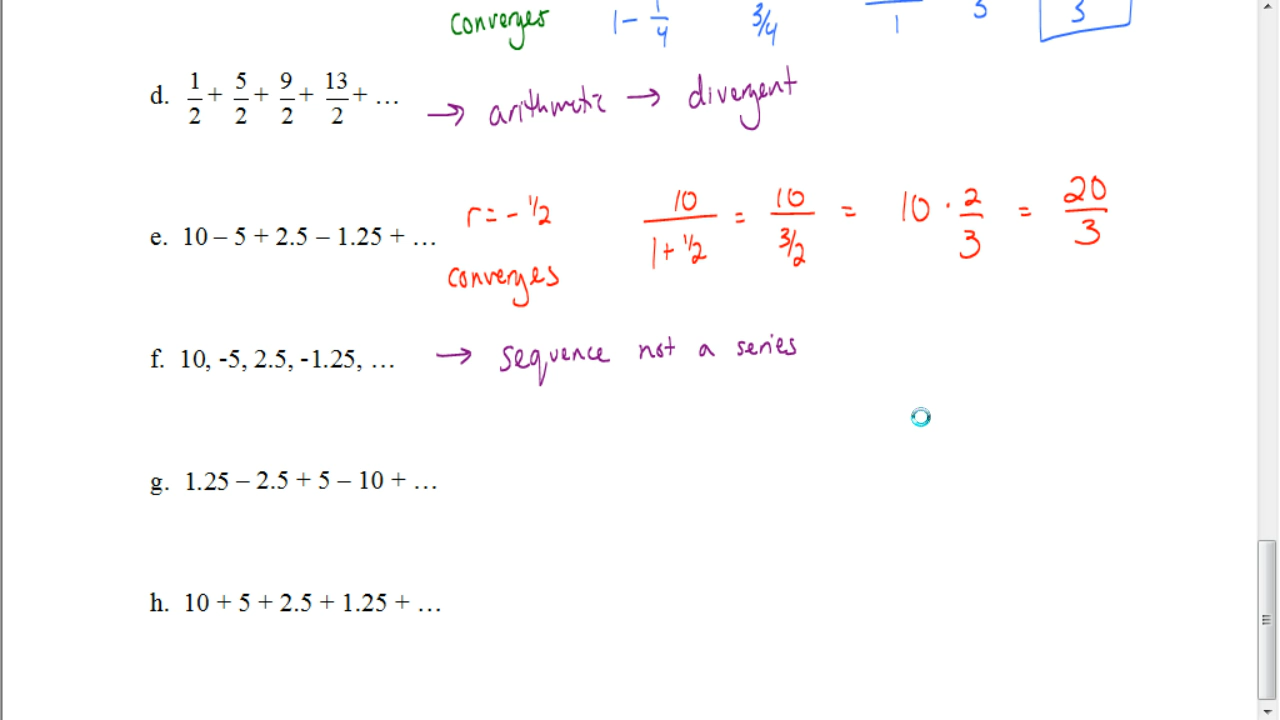 converges 1 - 1/4 3/4 1 3 3
d. 1/2 + 5/2 + 9/2 + 13/2 + … → arithmetic → divergent
e. 10 – 5 + 2.5 – 1.25 + … r = - 1/2 10/(1 + 1/2) = 10/(3/2) = 10 · 2/3 = 20/3
converges
f. 10, -5, 2.5, -1.25, … → sequence not a series
g. 1.25 – 2.5 + 5 – 10 + …
h. 10 + 5 + 2.5 + 1.25 + …